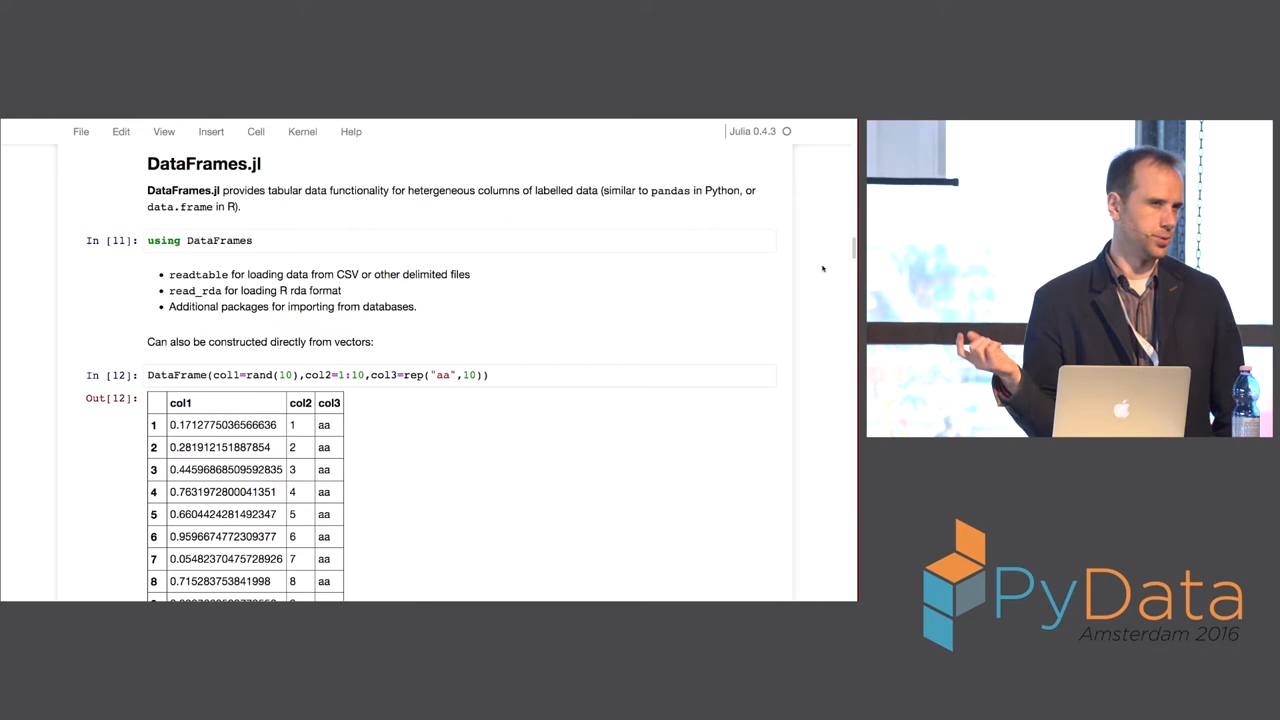 File Edit View Insert Cell Kernel Help Julia 0.4.3
DataFrames.jl
DataFrames.jl provides tabular data functionality for hetergeneous columns of labelled data (similar to pandas in Python, or
data.frame in R).
In [11]: using DataFrames
readtable for loading data from CSV or other delimited files
read_rda for loading R rda format
Additional packages for importing from databases.
Can also be constructed directly from vectors:
In [12]: DataFrame(col1=rand(10),col2=1:10,col3=rep("aa",10))
Out[12]:
col1 col2 col3
1 0.1712775036566636 1 aa
2 0.281912151887854 2 aa
3 0.44596868509592835 3 aa
4 0.7631972800041351 4 aa
5 0.6604424281492347 5 aa
6 0.9596674772309377 6 aa
7 0.05482370475728926 7 aa
8 0.715283753841998 8 aa
PyData
Amsterdam 2016